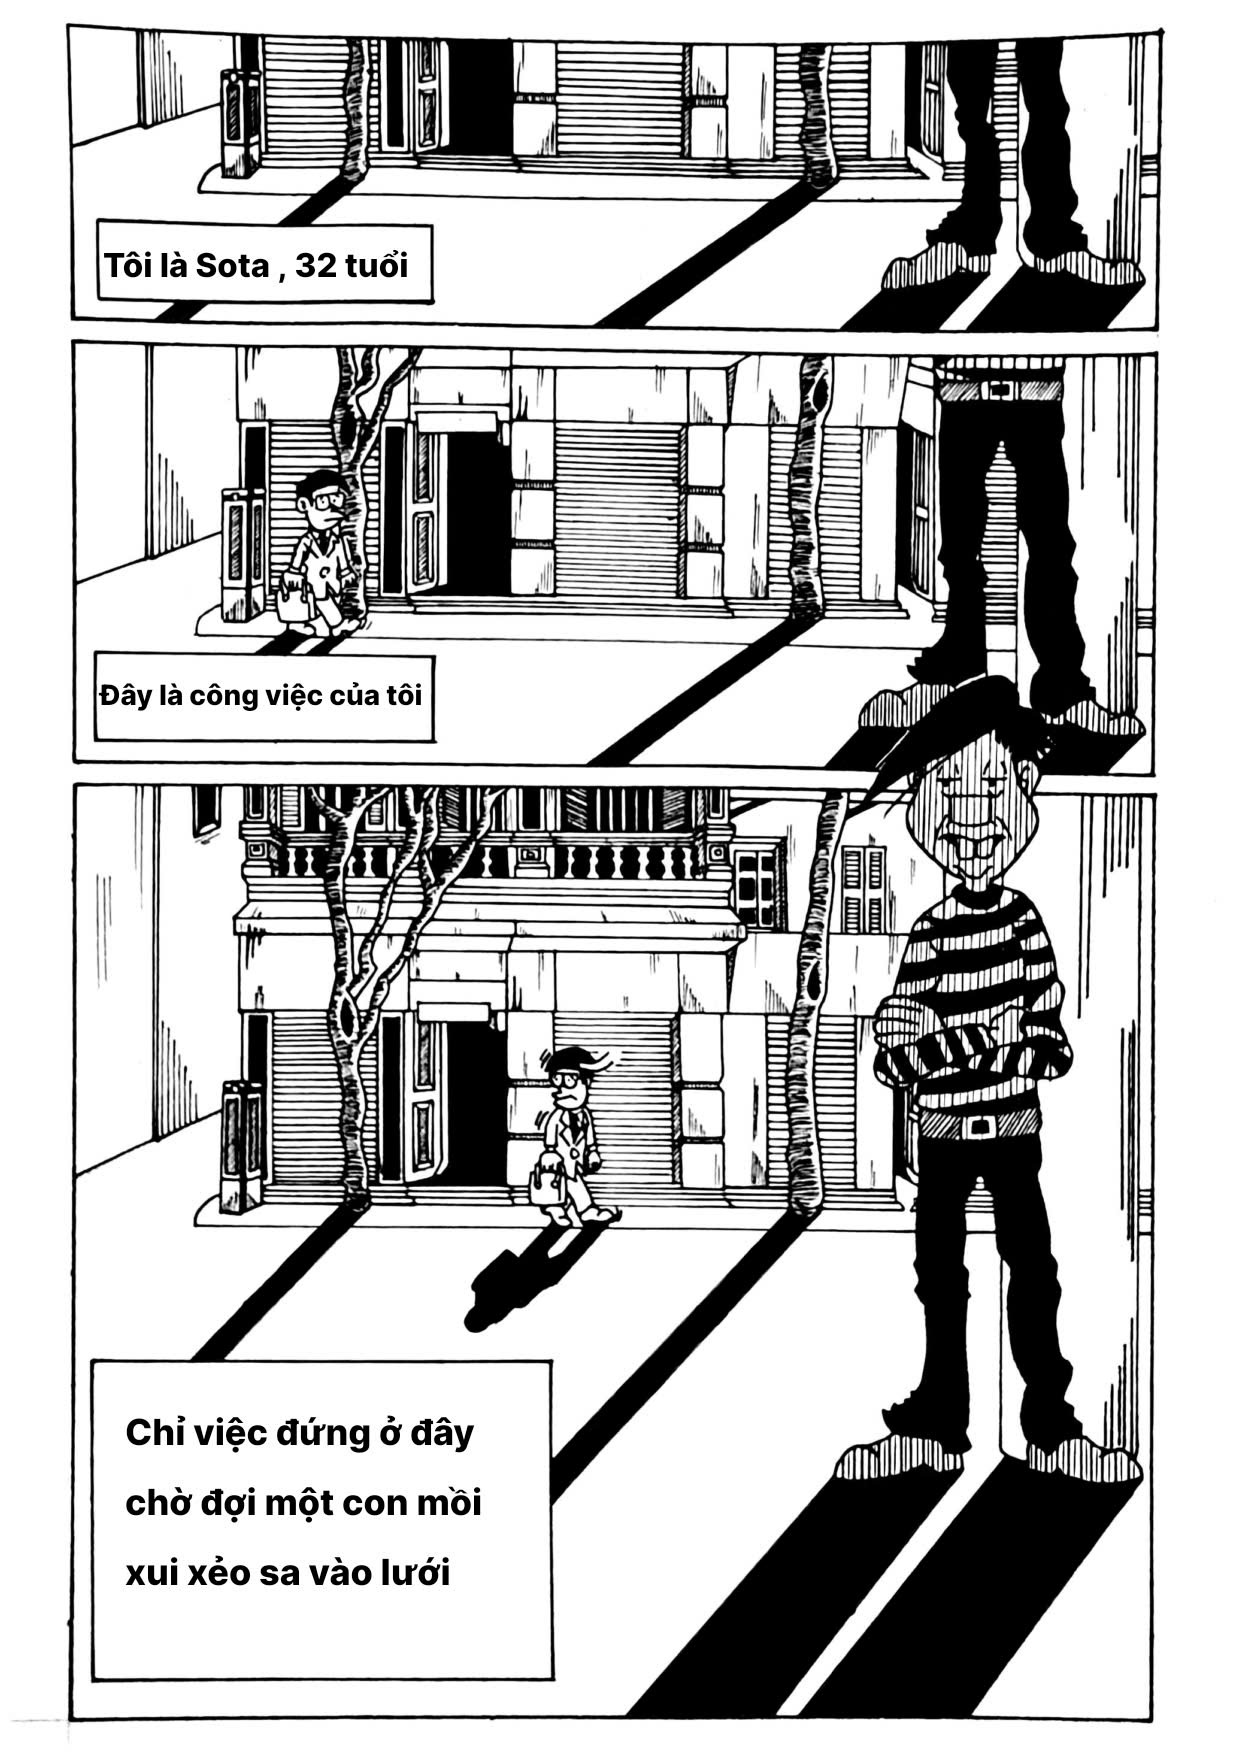 Tôi là Sota , 32 tuổi
Đây là công việc của tôi
Chỉ việc đứng ở đây
chờ đợi một con mồi
xui xẻo sa vào lưới